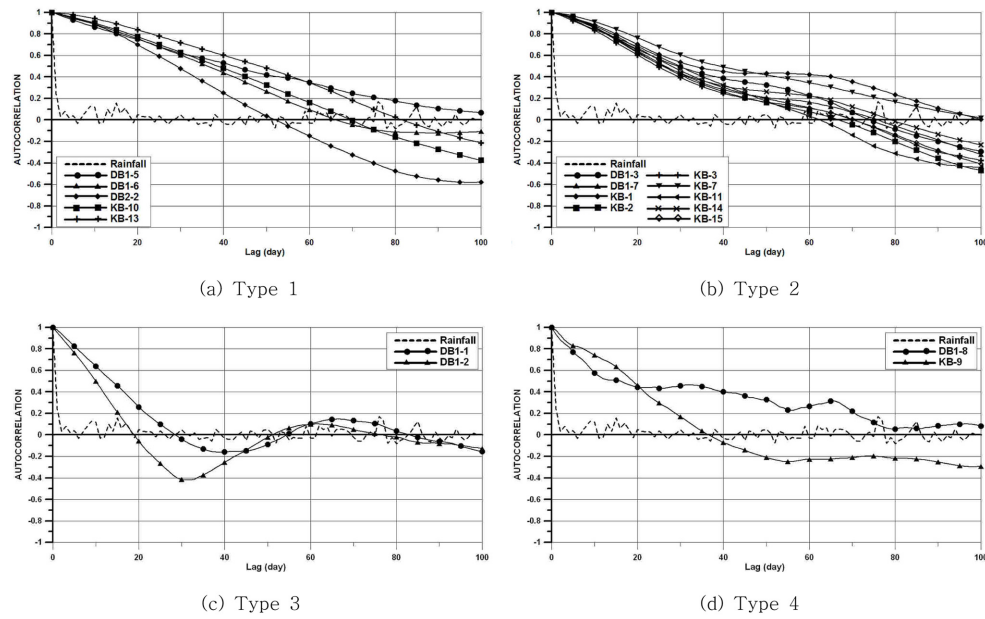 1
0.8
0.6
0.4
0.2
0
-0.2
-0.4
-0.6
-0.8
-1
AUTOCORRELATION
Rainfall
DB1-5
DB1-6
DB2-2
KB-10
KB-13
0 20 40 60 80 100
Lag (day)
(a) Type 1
1
0.8
0.6
0.4
0.2
0
-0.2
-0.4
-0.6
-0.8
-1
AUTOCORRELATION
Rainfall
DB1-3 KB-3
DB1-7 KB-7
KB-1 KB-11
KB-2 KB-14
KB-15
0 20 40 60 80 100
Lag (day)
(b) Type 2
1
0.8
0.6
0.4
0.2
0
-0.2
-0.4
-0.6
-0.8
-1
AUTOCORRELATION
Rainfall
DB1-1
DB1-2
0 20 40 60 80 100
Lag (day)
(c) Type 3
1
0.8
0.6
0.4
0.2
0
-0.2
-0.4
-0.6
-0.8
-1
AUTOCORRELATION
Rainfall
DB1-8
KB-9
0 20 40 60 80 100
Lag (day)
(d) Type 4